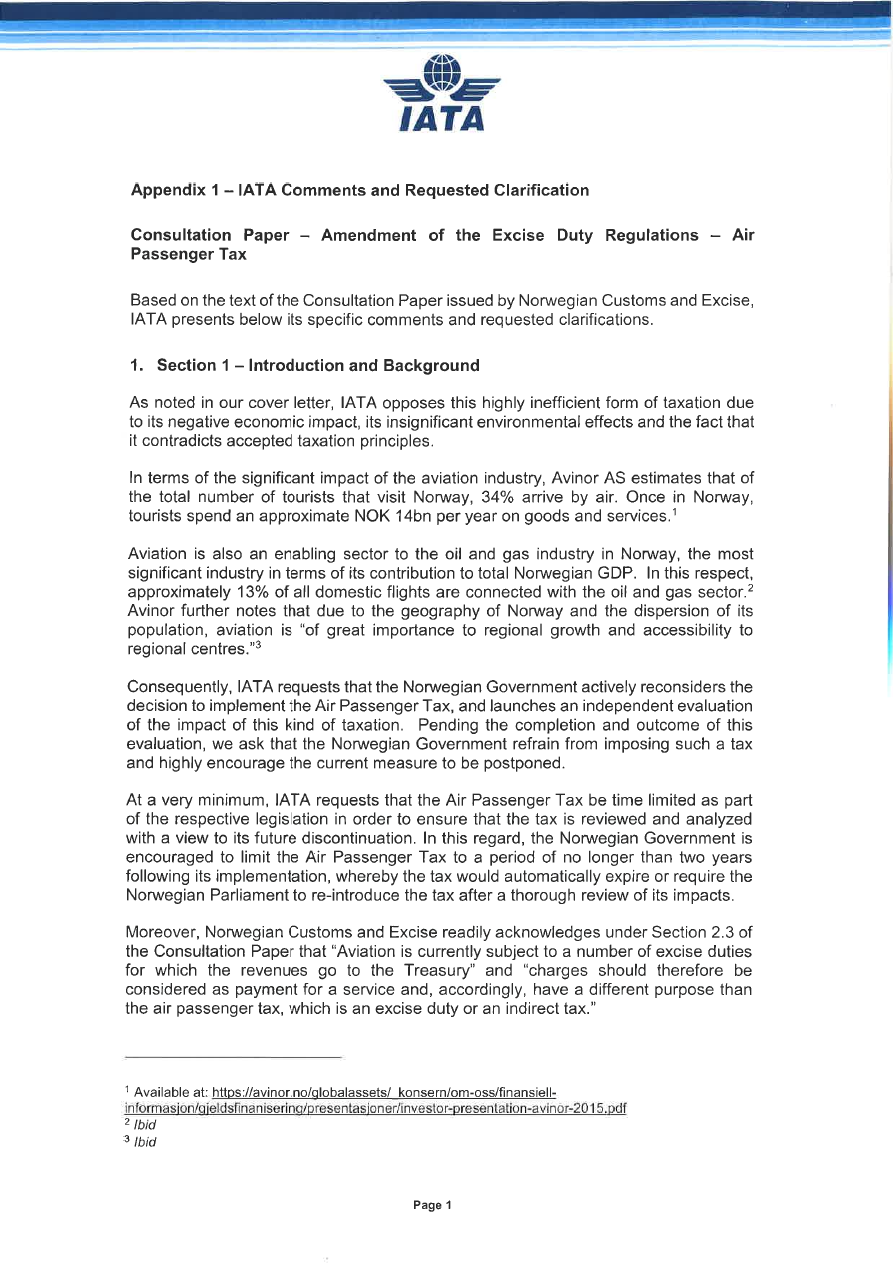 IATA
Appendix 1 – IATA Comments and Requested Clarification
Consultation Paper – Amendment of the Excise Duty Regulations – Air
Passenger Tax
Based on the text of the Consultation Paper issued by Norwegian Customs and Excise,
IATA presents below its specific comments and requested clarifications.
1. Section 1 – Introduction and Background
As noted in our cover letter, IATA opposes this highly inefficient form of taxation due
to its negative economic impact, its insignificant environmental effects and the fact that
it contradicts accepted taxation principles.
In terms of the significant impact of the aviation industry, Avinor AS estimates that of
the total number of tourists that visit Norway, 34% arrive by air. Once in Norway,
tourists spend an approximate NOK 14bn per year on goods and services.1
Aviation is also an enabling sector to the oil and gas industry in Norway, the most
significant industry in terms of its contribution to total Norwegian GDP. In this respect,
approximately 13% of all domestic flights are connected with the oil and gas sector.2
Avinor further notes that due to the geography of Norway and the dispersion of its
population, aviation is “of great importance to regional growth and accessibility to
regional centres.”3
Consequently, IATA requests that the Norwegian Government actively reconsiders the
decision to implement the Air Passenger Tax, and launches an independent evaluation
of the impact of this kind of taxation. Pending the completion and outcome of this
evaluation, we ask that the Norwegian Government refrain from imposing such a tax
and highly encourage the current measure to be postponed.
At a very minimum, IATA requests that the Air Passenger Tax be time limited as part
of the respective legislation in order to ensure that the tax is reviewed and analyzed
with a view to its future discontinuation. In this regard, the Norwegian Government is
encouraged to limit the Air Passenger Tax to a period of no longer than two years
following its implementation, whereby the tax would automatically expire or require the
Norwegian Parliament to re-introduce the tax after a thorough review of its impacts.
Moreover, Norwegian Customs and Excise readily acknowledges under Section 2.3 of
the Consultation Paper that “Aviation is currently subject to a number of excise duties
for which the revenues go to the Treasury” and “charges should therefore be
considered as payment for a service and, accordingly, have a different purpose than
the air passenger tax, which is an excise duty or an indirect tax.”
1 Available at: https://avinor.no/globalassets/_konsern/om-oss/finansiell-
informasjon/gjeldsfinanisering/presentasjoner/investor-presentation-avinor-2015.pdf
2 Ibid
3 Ibid
Page 1